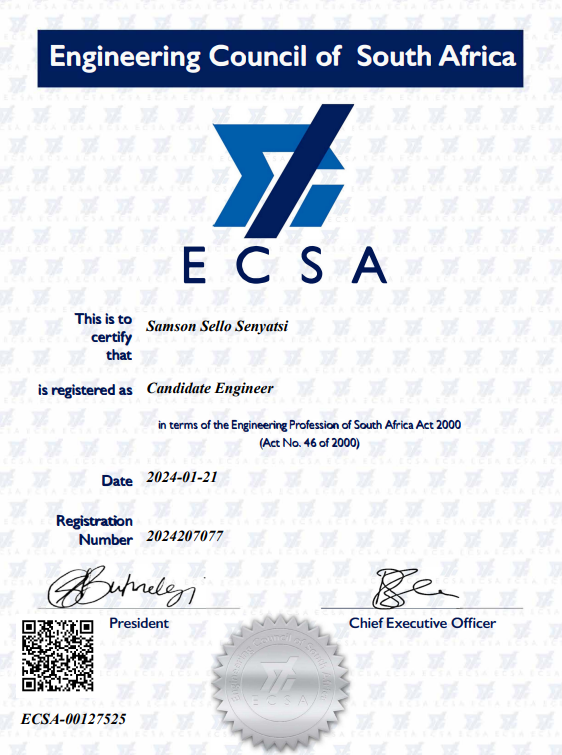 Engineering Council of South Africa
ECSA
This is to
certify
that
Samson Sello Senyatsi
is registered as Candidate Engineer
in terms of the Engineering Profession of South Africa Act 2000
(Act No. 46 of 2000)
Date 2024-01-21
Registration
Number
2024207077
President
Chief Executive Officer
ECSA
ECSA-00127525